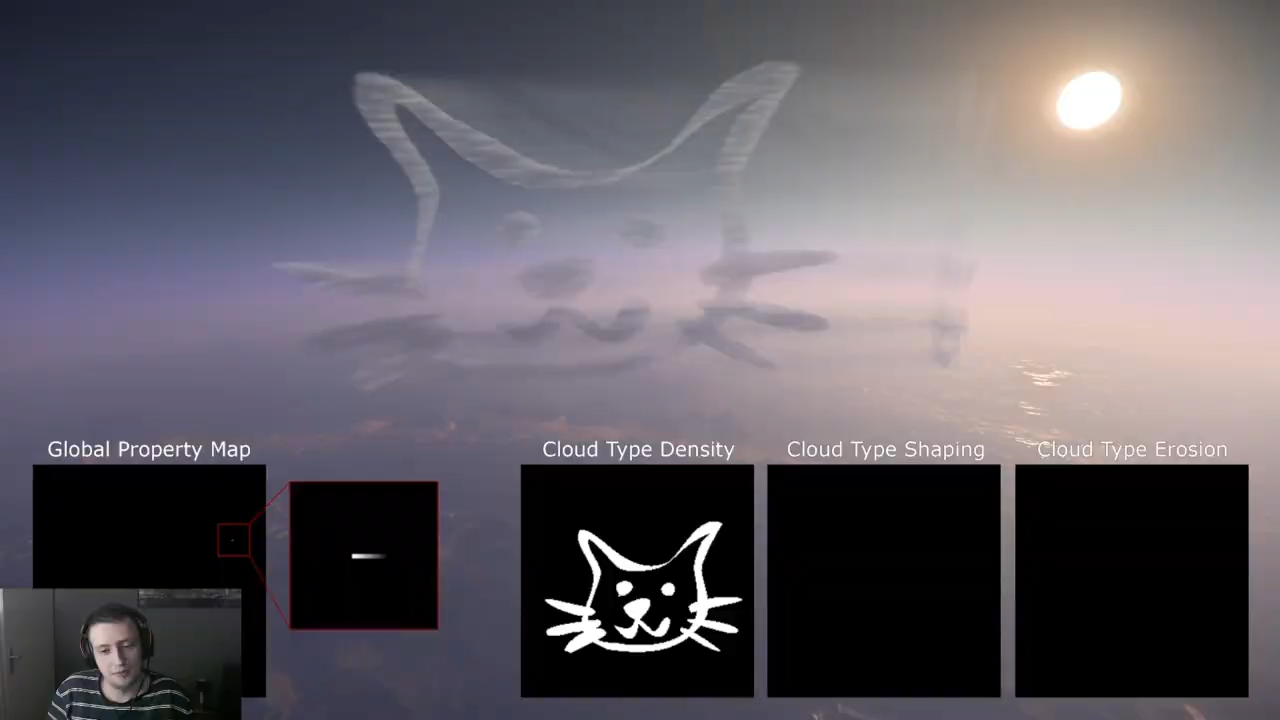 Global Property Map
Cloud Type Density
Cloud Type Shaping
Cloud Type Erosion